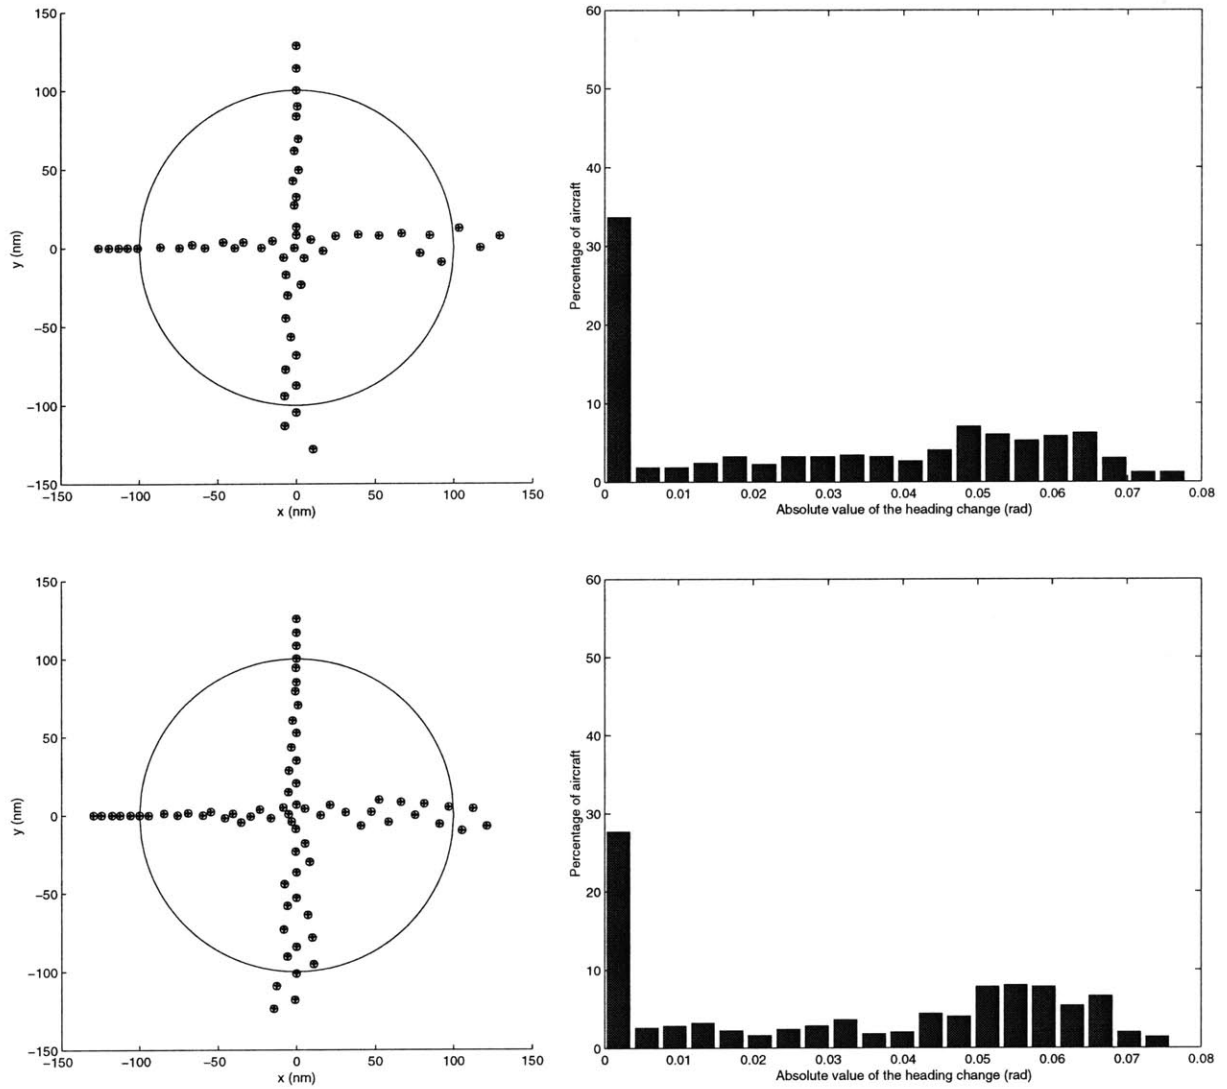 150
100
50
0
−50
−100
−150
y (nm)
−150 −100 −50 0 50 100 150
x (nm)
60
50
40
30
20
10
0
Percentage of aircraft
0 0.01 0.02 0.03 0.04 0.05 0.06 0.07 0.08
Absolute value of the heading change (rad)
150
100
50
0
−50
−100
−150
y (nm)
−150 −100 −50 0 50 100 150
x (nm)
60
50
40
30
20
10
0
Percentage of aircraft
0 0.01 0.02 0.03 0.04 0.05 0.06 0.07 0.08
Absolute value of the heading change (rad)